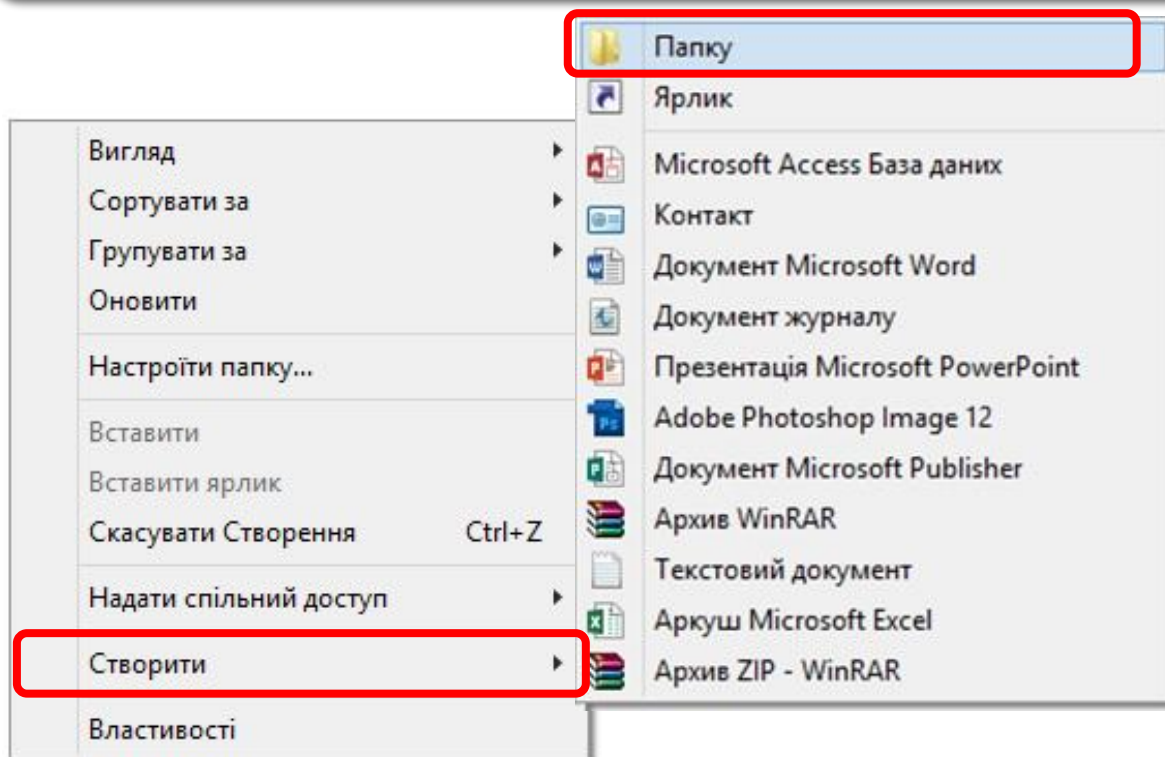 Вигляд
Сортувати за
Групувати за
Оновити
Настроїти папку...
Вставити
Вставити ярлик
Скасувати Створення Ctrl+Z
Надати спільний доступ
Створити
Властивості
Папку
Ярлик
Microsoft Access База даних
Контакт
Документ Microsoft Word
Документ журналу
Презентація Microsoft PowerPoint
Adobe Photoshop Image 12
Документ Microsoft Publisher
Архив WinRAR
Текстовий документ
Аркуш Microsoft Excel
Архив ZIP - WinRAR